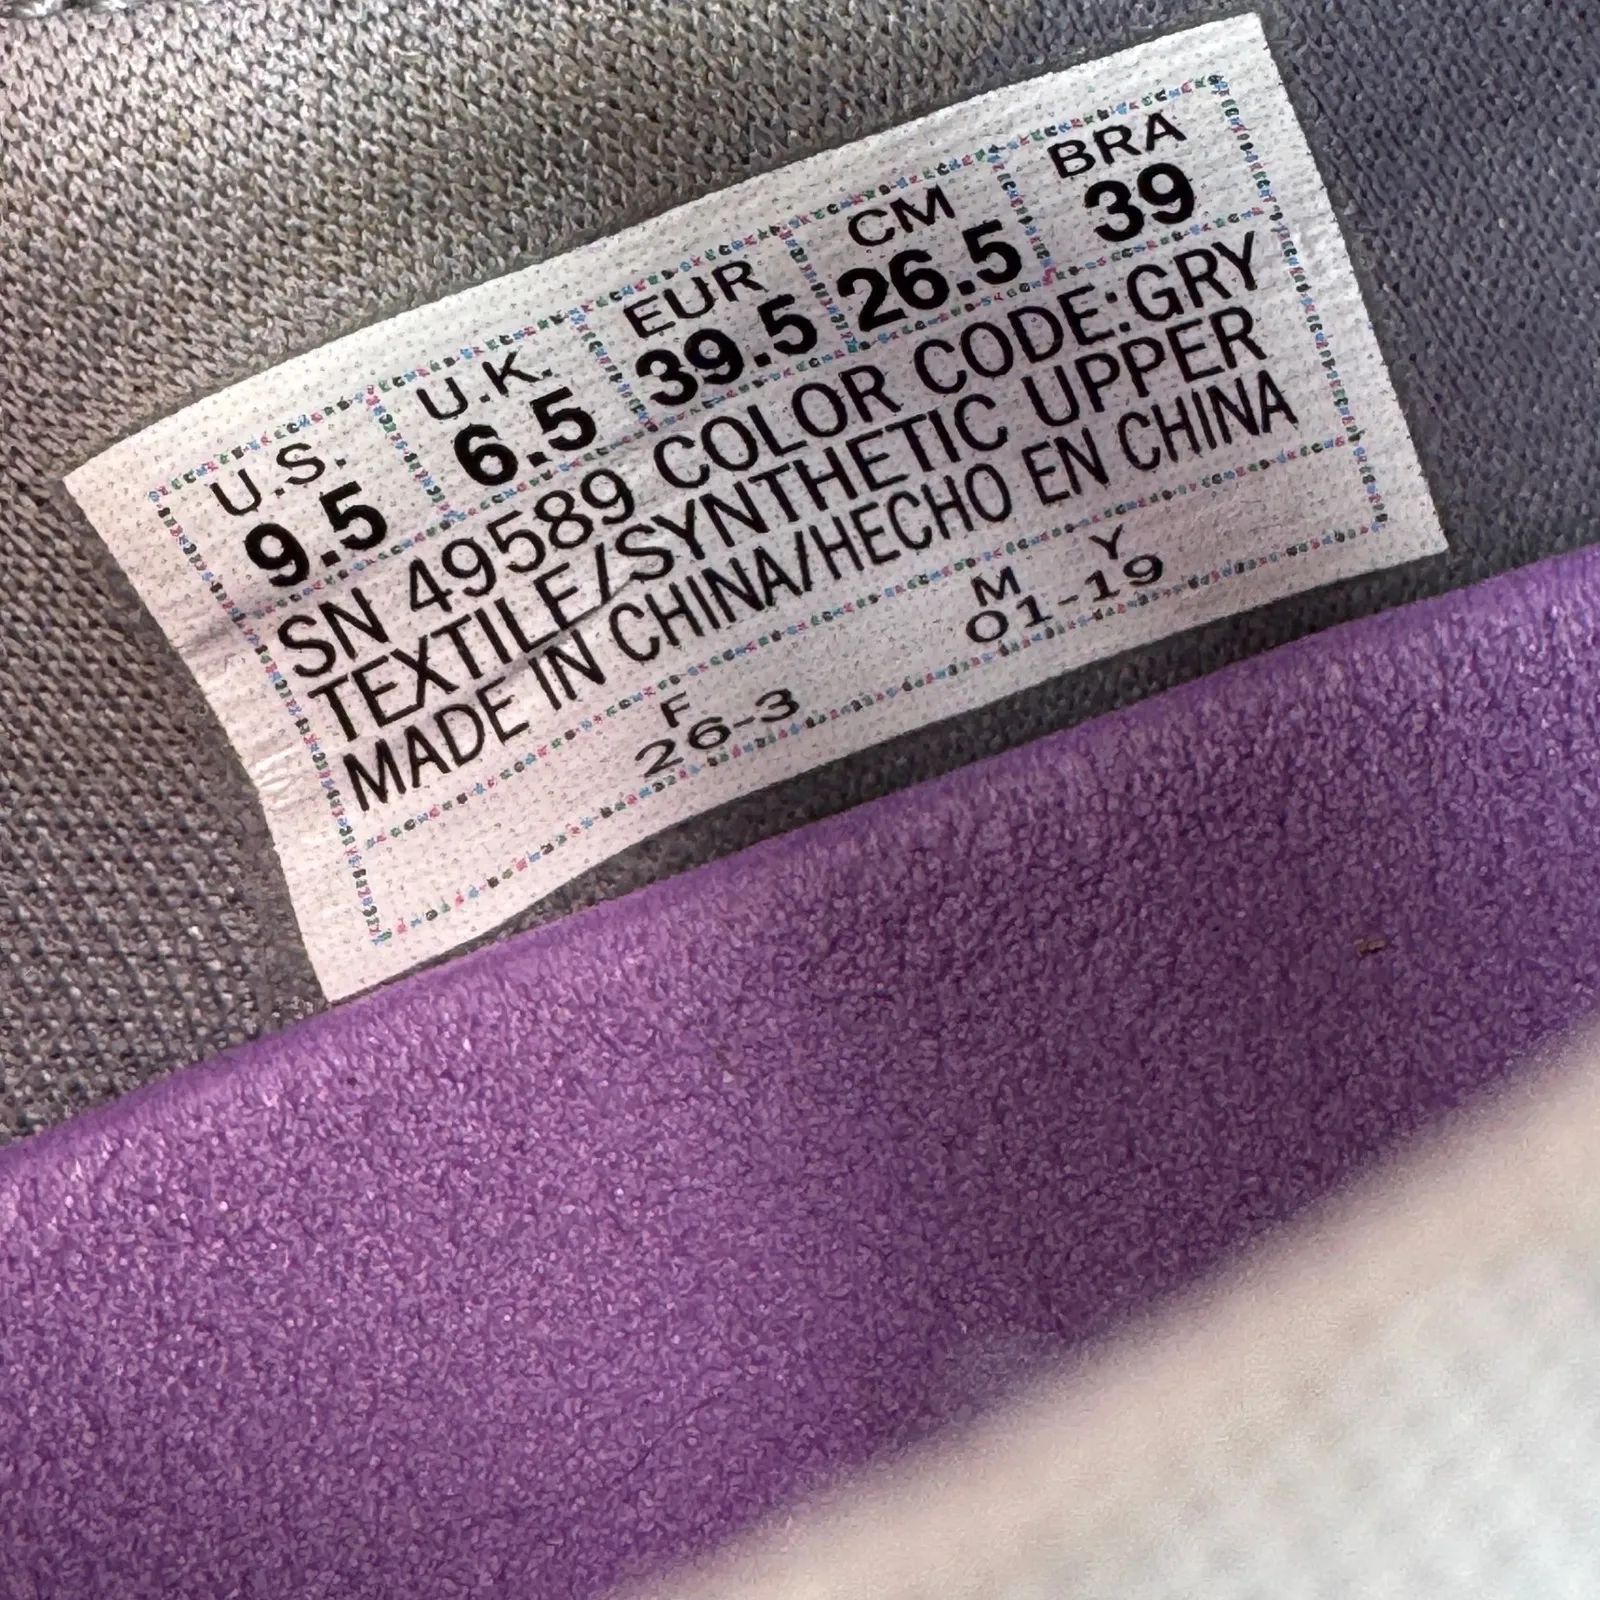 U.S. U.K. EUR CM BRA
9.5 6.5 39.5 26.5 39
SN 49589 COLOR CODE:GRY
TEXTILE/SYNTHETIC UPPER
MADE IN CHINA/HECHO EN CHINA
F M Y
26-3 01-19